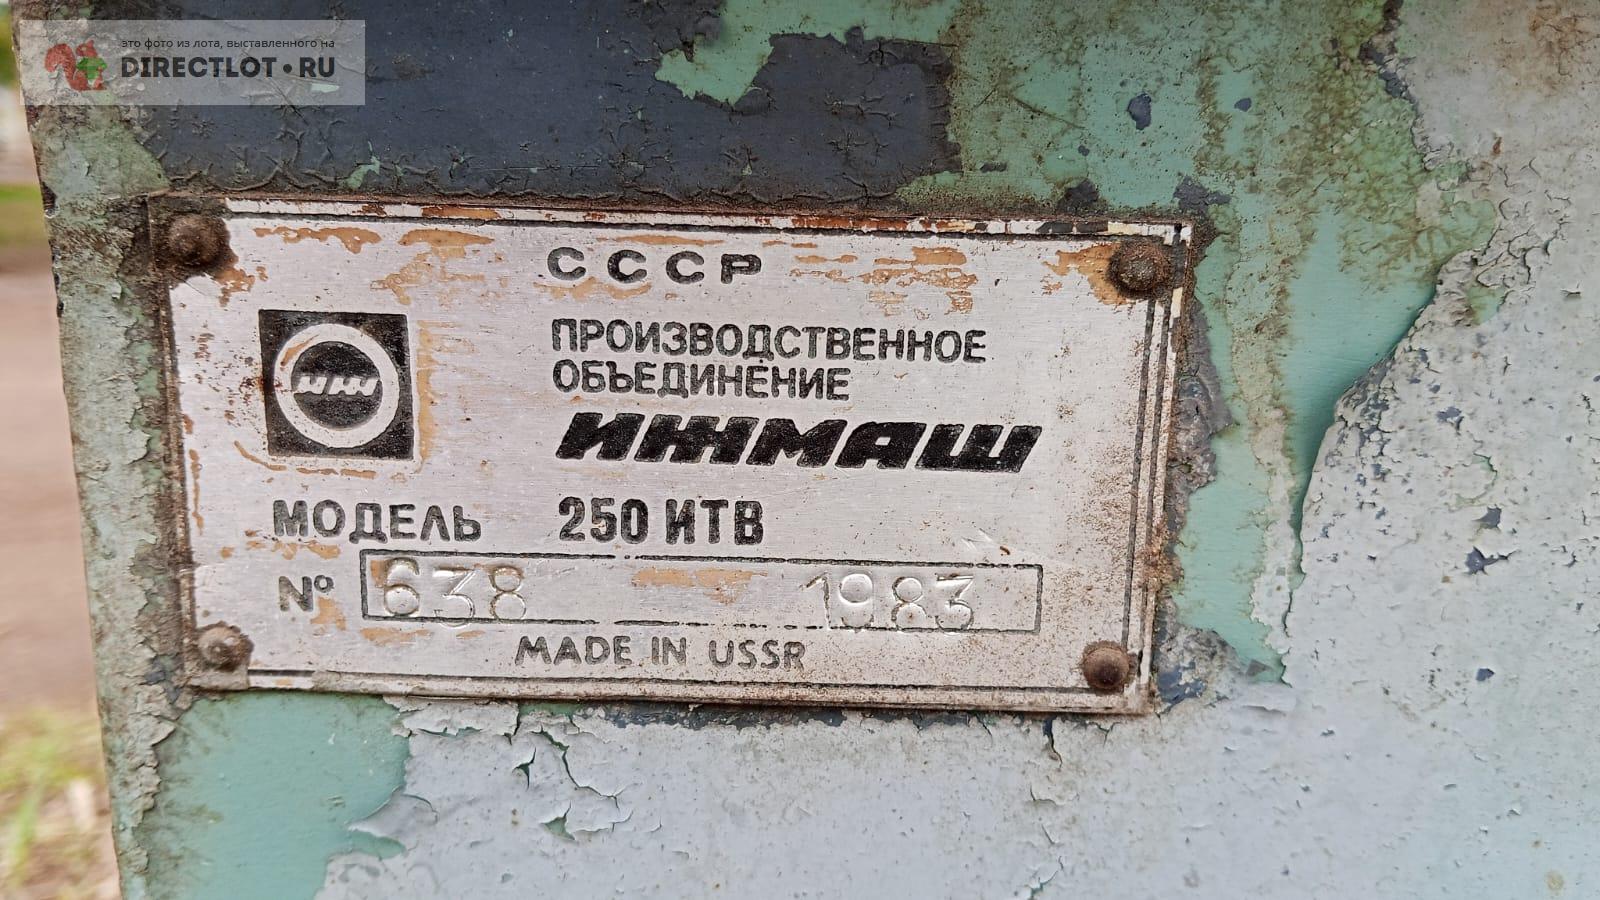 это фото из лота, выставленного на
DIRECTLOT.RU
СССР
ПРОИЗВОДСТВЕННОЕ
ОБЪЕДИНЕНИЕ
ИЖ
ИЖМАШ
МОДЕЛЬ 250 ИТВ
№ 638 1983
MADE IN USSR